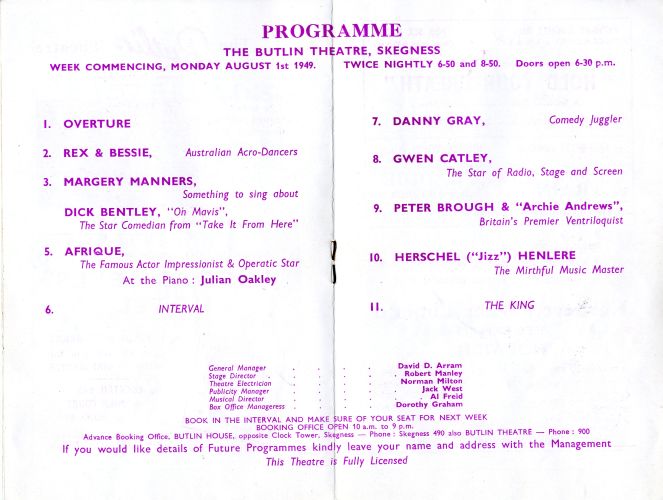 PROGRAMME
THE BUTLIN THEATRE, SKEGNESS
WEEK COMMENCING, MONDAY AUGUST 1st 1949. TWICE NIGHTLY 6-50 and 8-50. Doors open 6-30 p.m.
1. OVERTURE
2. REX & BESSIE, Australian Acro-Dancers
3. MARGERY MANNERS,
Something to sing about
DICK BENTLEY, "Oh Mavis",
The Star Comedian from "Take It From Here"
5. AFRIQUE,
The Famous Actor Impressionist & Operatic Star
At the Piano : Julian Oakley
6. INTERVAL
7. DANNY GRAY, Comedy Juggler
8. GWEN CATLEY,
The Star of Radio, Stage and Screen
9. PETER BROUGH & "Archie Andrews",
Britain's Premier Ventriloquist
10. HERSCHEL ("Jizz") HENLERE
The Mirthful Music Master
11. THE KING
General Manager . . . . David D. Arram
Stage Director . . . . . Robert Manley
Theatre Electrician . . . . Norman Milton
Publicity Manager . . . . Jack West
Musical Director . . . . . Al Freid
Box Office Manageress . . . . Dorothy Graham
BOOK IN THE INTERVAL AND MAKE SURE OF YOUR SEAT FOR NEXT WEEK
BOOKING OFFICE OPEN 10 a.m. to 9 p.m.
Advance Booking Office, BUTLIN HOUSE, opposite Clock Tower, Skegness — Phone : Skegness 490 also BUTLIN THEATRE — Phone : 900
If you would like details of Future Programmes kindly leave your name and address with the Management
This Theatre is Fully Licensed